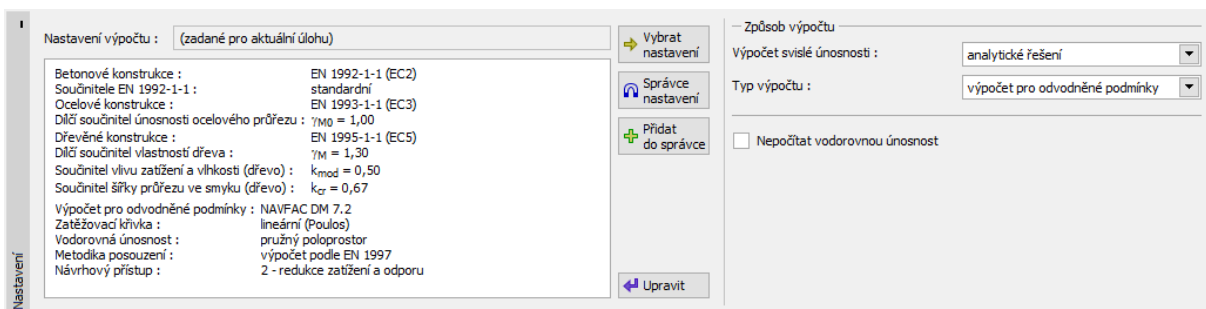 Nastavení výpočtu : (zadané pro aktuální úlohu)
Betonové konstrukce : EN 1992-1-1 (EC2)
Součinitele EN 1992-1-1 : standardní
Ocelové konstrukce : EN 1993-1-1 (EC3)
Dílčí součinitel únosnosti ocelového průřezu : γM0 = 1,00
Dřevěné konstrukce : EN 1995-1-1 (EC5)
Dílčí součinitel vlastností dřeva : γM = 1,30
Součinitel vlivu zatížení a vlhkosti (dřevo) : kmod = 0,50
Součinitel šířky průřezu ve smyku (dřevo) : kcr = 0,67
Výpočet pro odvodněné podmínky : NAVFAC DM 7.2
Zatěžovací křivka : lineární (Poulos)
Vodorovná únosnost : pružný poloprostor
Metodika posouzení : výpočet podle EN 1997
Návrhový přístup : 2 - redukce zatížení a odporu
Vybrat
nastavení
Správce
nastavení
Přidat
do správce
Upravit
Způsob výpočtu
Výpočet svislé únosnosti : analytické řešení
Typ výpočtu : výpočet pro odvodněné podmínky
Nepočítat vodorovnou únosnost
Nastavení